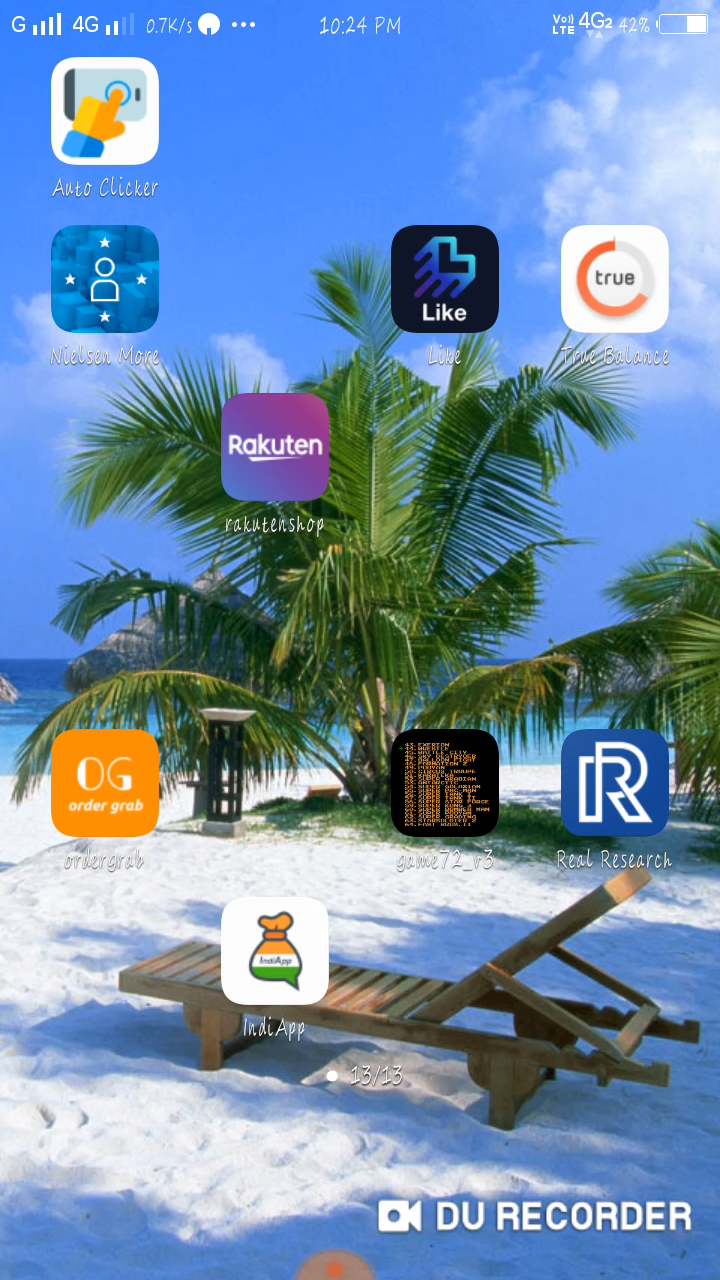 G 4G 0.7K/s 10:24 PM VoLTE 4G2 42%
Auto Clicker
Like
true
Nielsen More Like True Balance
Rakuten
rakutenshop
OG
order grab
ordergrab game72_v3 Real Research
IndiApp
IndiApp
13/13
DU RECORDER